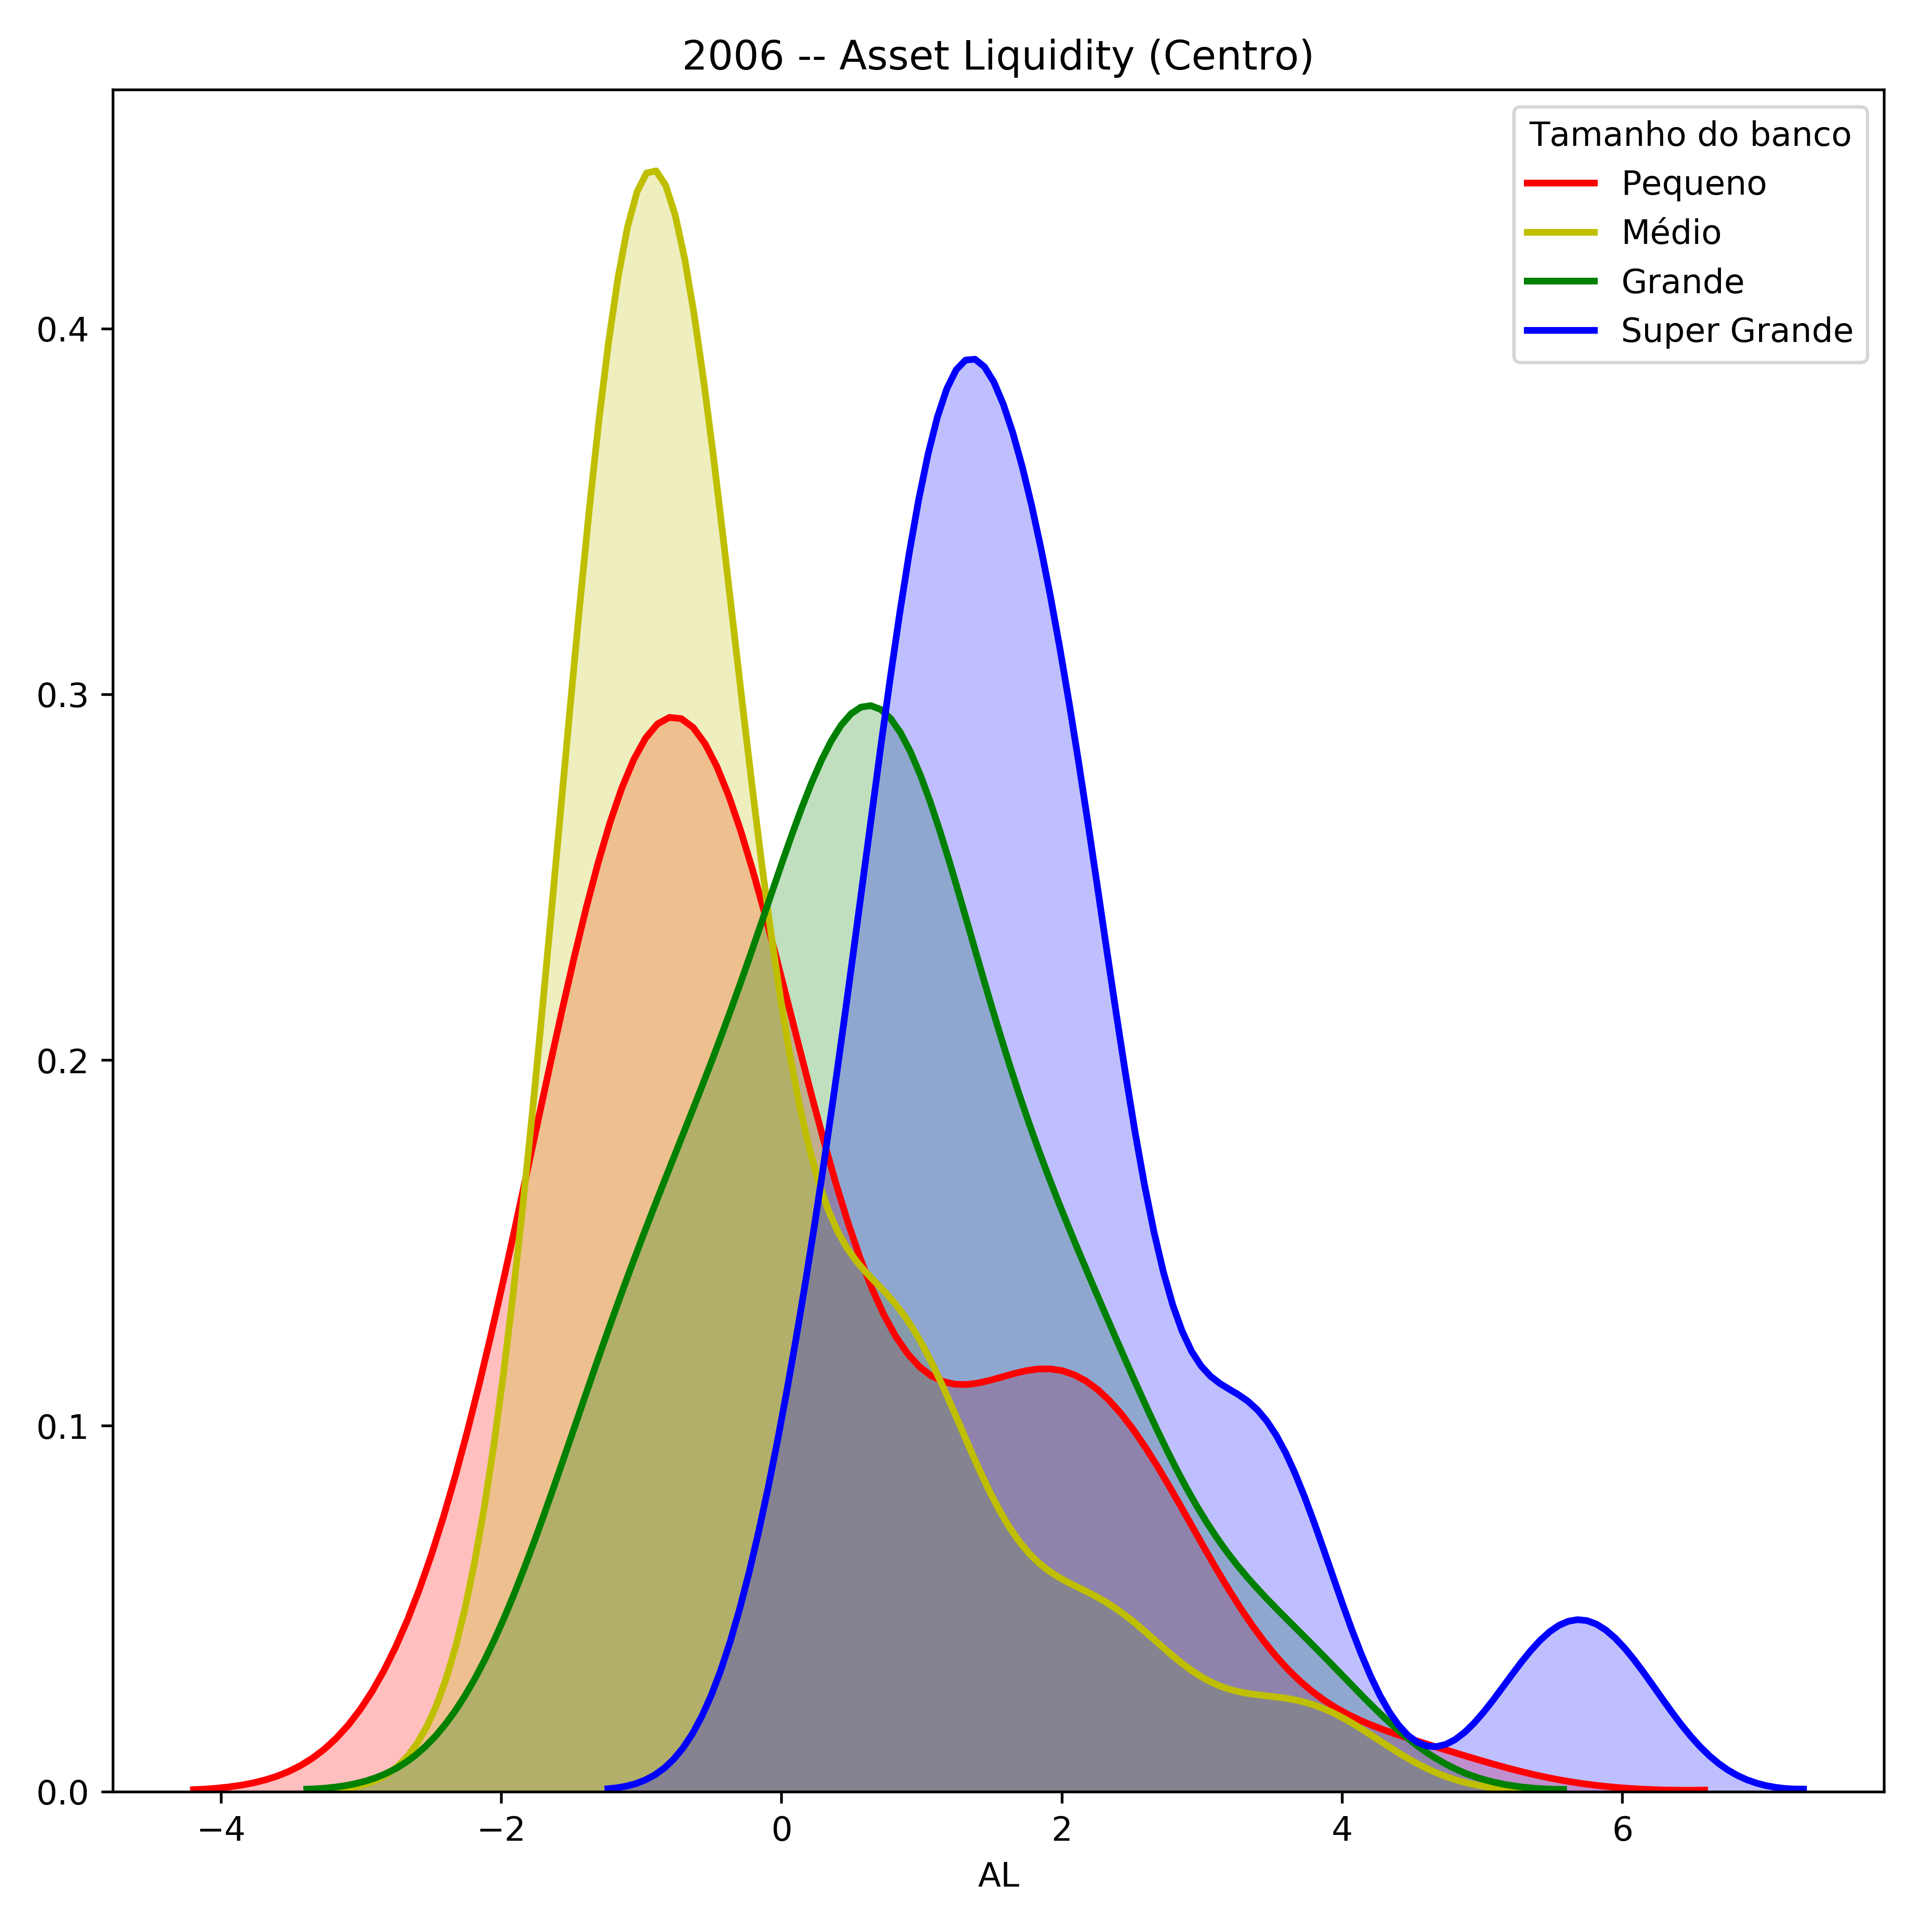 2006 -- Asset Liquidity (Centro)
Tamanho do banco
Pequeno
Médio
Grande
Super Grande
0.4
0.3
0.2
0.1
0.0
−4 −2 0 2 4 6
AL